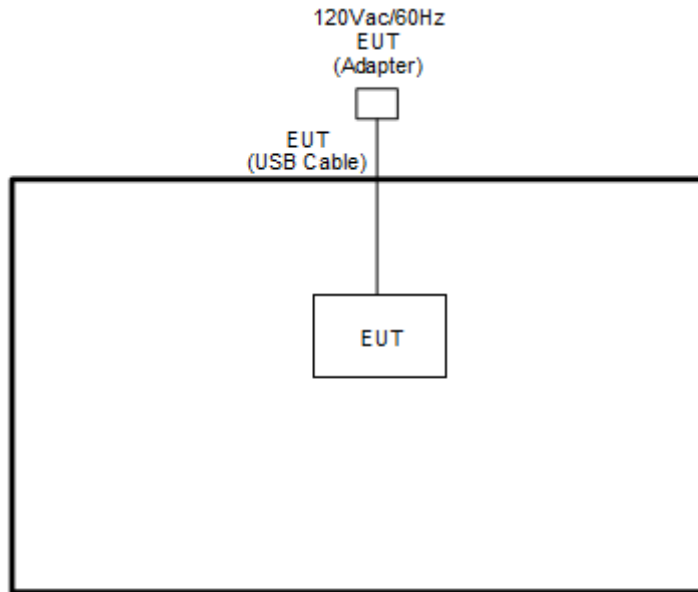 120Vac/60Hz
EUT
(Adapter)
EUT
(USB Cable)
EUT